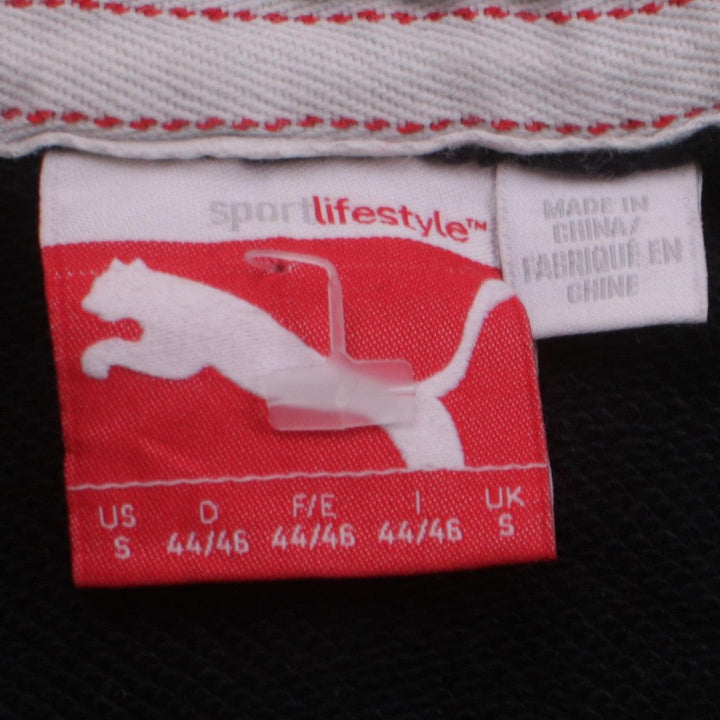 sportlifestyle™
MADE IN
CHINA/
FABRIQUÉ EN
CHINE
US D F/E I UK
S 44/46 44/46 44/46 S